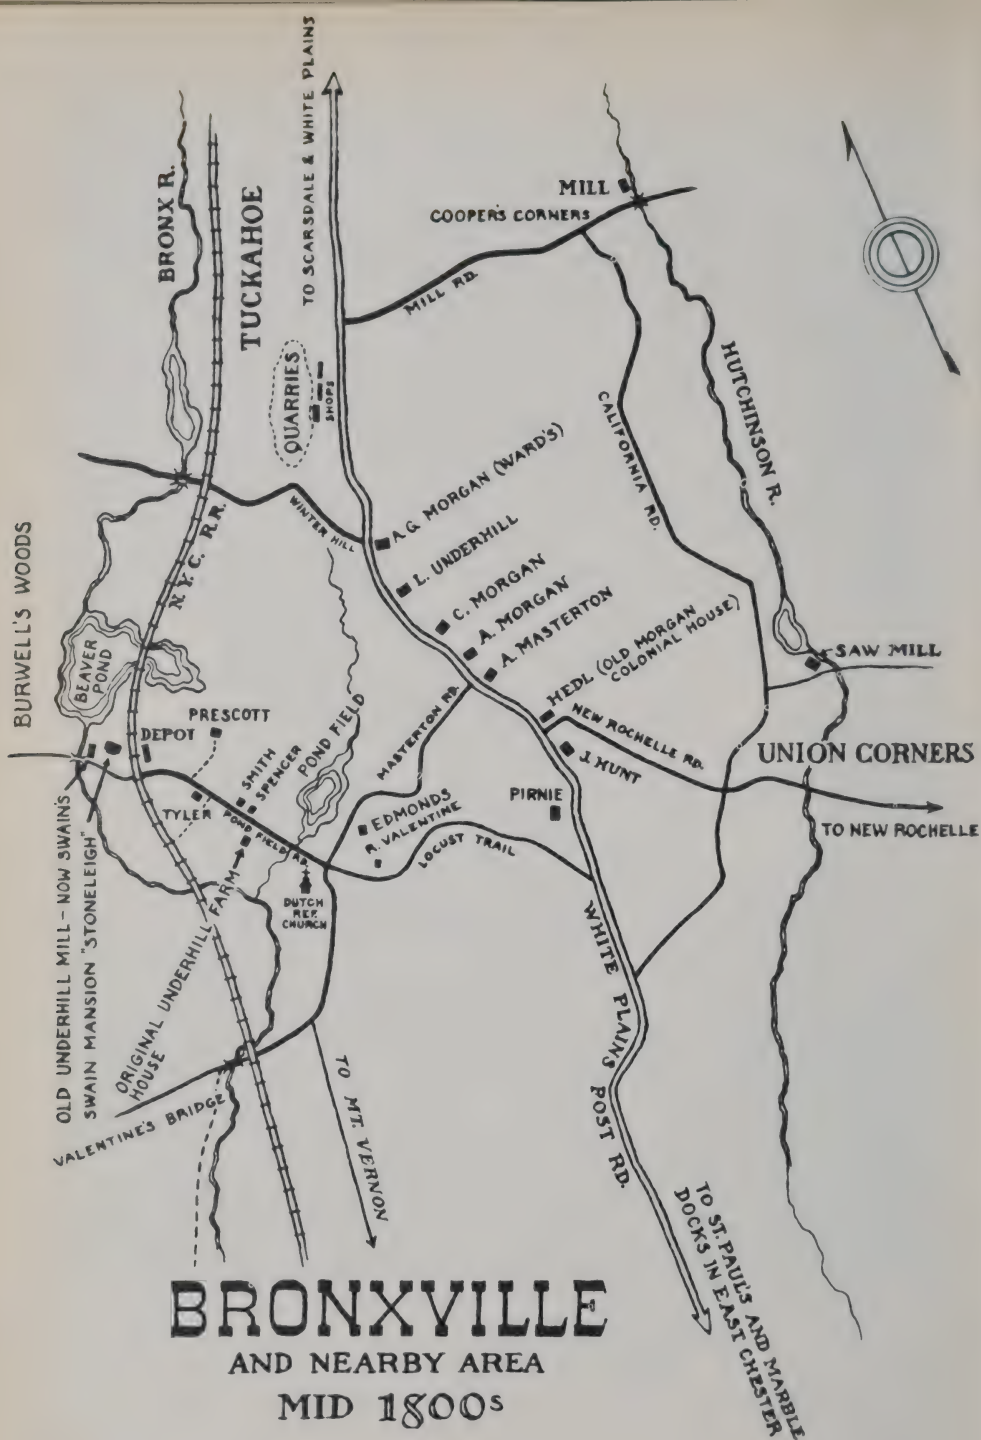 TO SCARSDALE & WHITE PLAINS
BRONX R.
TUCKAHOE
MILL
COOPER'S CORNERS
MILL RD.
QUARRIES
SHOPS
HUTCHINSON R.
CALIFORNIA RD.
WINTER HILL
A.G. MORGAN (WARD'S)
L. UNDERHILL
C. MORGAN
A. MORGAN
A. MASTERTON
HEDL (OLD MORGAN
COLONIAL HOUSE)
N.Y.C. R.R.
BURWELL'S WOODS
BEAVER
POND
SAW MILL
PRESCOTT
DEPOT
SMITH
SPENCER
POND FIELD
MASTERTON RD.
NEW ROCHELLE RD.
J. HUNT
UNION CORNERS
TO NEW ROCHELLE
PIRNIE
TYLER
POND FIELD RD.
EDMONDS
R. VALENTINE
LOCUST TRAIL
DUTCH
REF.
CHURCH
OLD UNDERHILL MILL - NOW SWAIN'S
SWAIN MANSION "STONELEIGH"
ORIGINAL UNDERHILL FARM
HOUSE
VALENTINE'S BRIDGE
TO MT. VERNON
WHITE PLAINS POST RD.
TO ST. PAUL'S AND MARBLE
DOCKS IN EAST CHESTER
BRONXVILLE
AND NEARBY AREA
MID 1800s